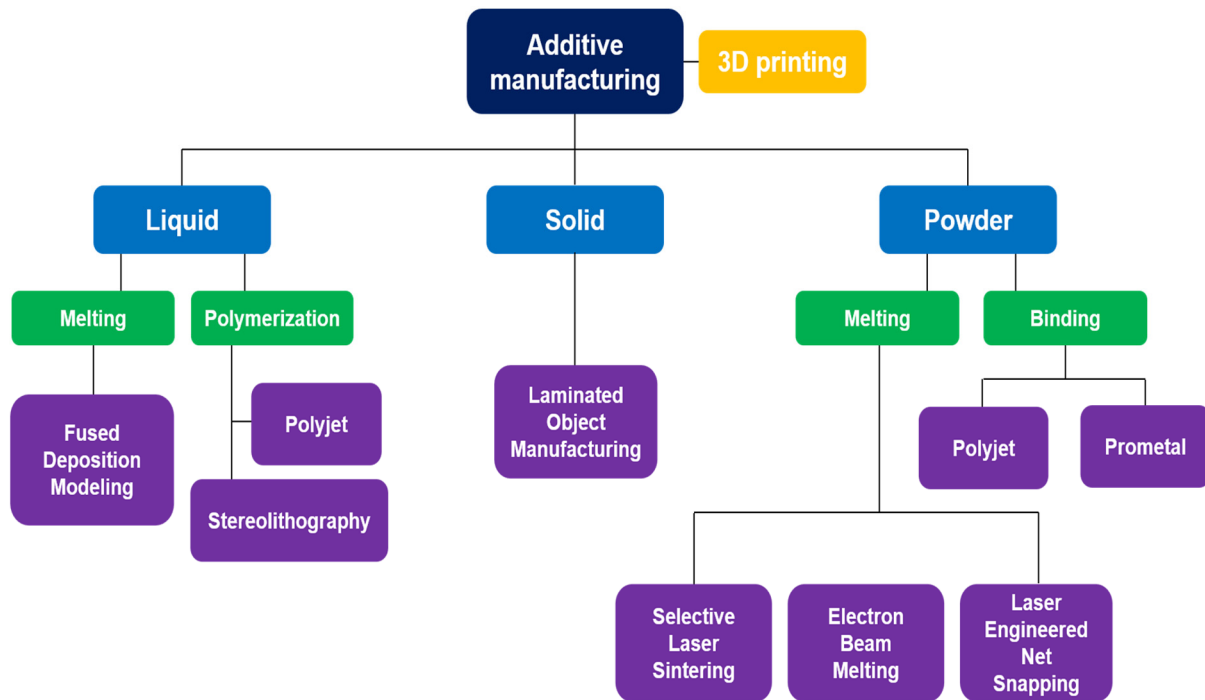 Additive
manufacturing
3D printing
Liquid
Solid
Powder
Melting
Polymerization
Melting
Binding
Fused
Deposition
Modeling
Polyjet
Stereolithography
Laminated
Object
Manufacturing
Polyjet
Prometal
Selective
Laser
Sintering
Electron
Beam
Melting
Laser
Engineered
Net
Snapping